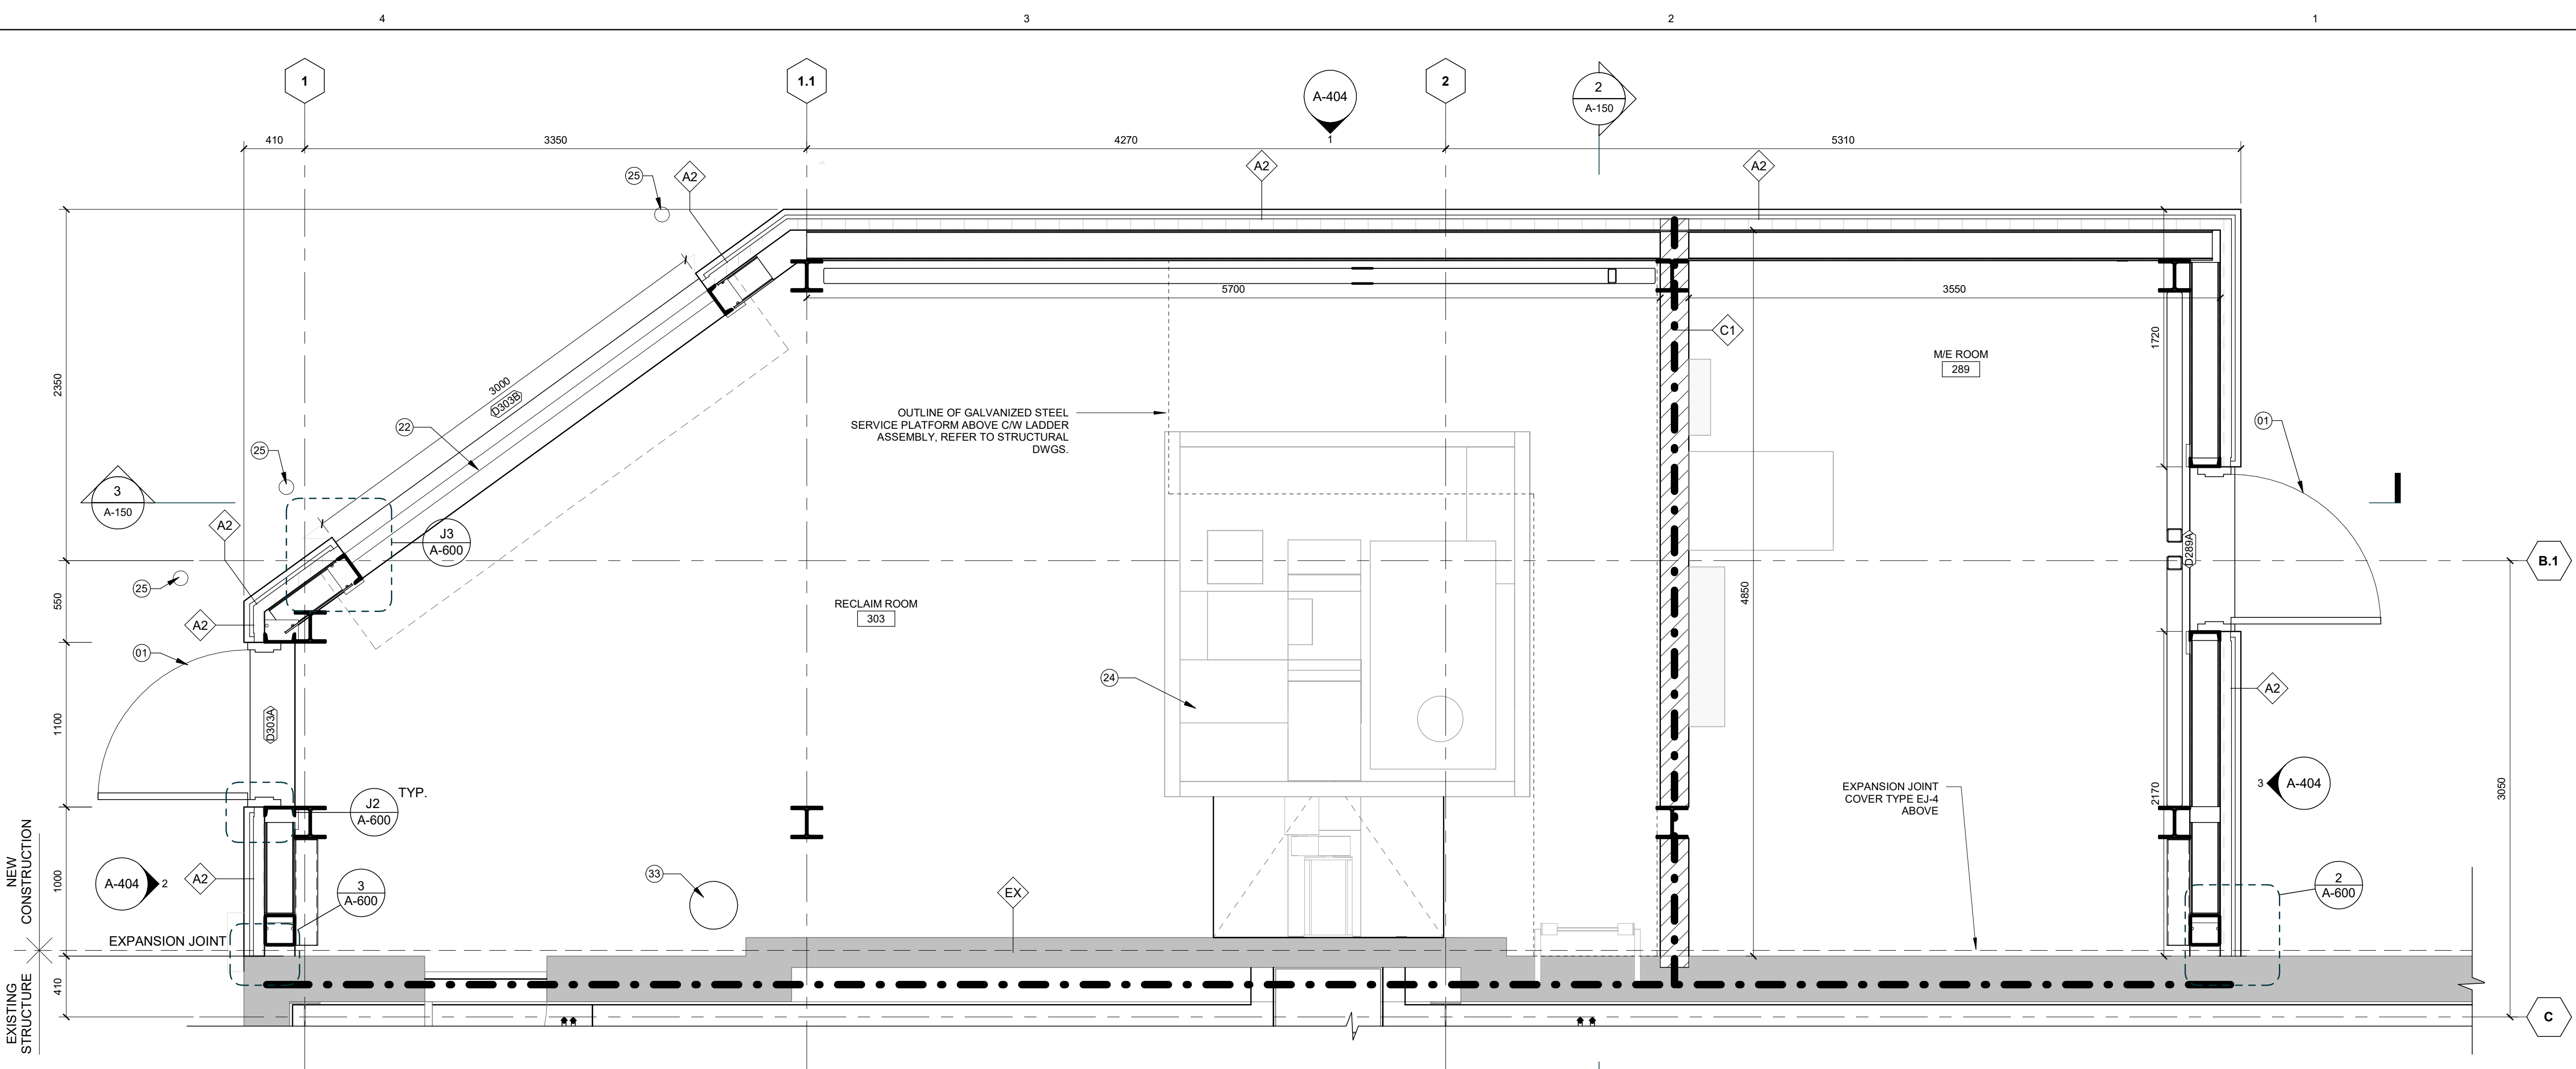 4
3
2
1
1
1.1
A-404
1
2
2
A-150
410
3350
4270
5310
25
A2
A2
A2
5700
3550
C1
1720
M/E ROOM
289
2350
3000
D303B
22
OUTLINE OF GALVANIZED STEEL
SERVICE PLATFORM ABOVE C/W LADDER
ASSEMBLY, REFER TO STRUCTURAL
DWGS.
01
25
3
A-150
A2
J3
A-600
D289A
B.1
25
550
4850
RECLAIM ROOM
303
A2
01
24
A2
1100
D303A
TYP.
J2
A-600
EXPANSION JOINT
COVER TYPE EJ-4
ABOVE
2170
3
A-404
3050
NEW
CONSTRUCTION
1000
A-404
2
A2
3
A-600
33
EX
2
A-600
EXPANSION JOINT
EXISTING
STRUCTURE
410
C